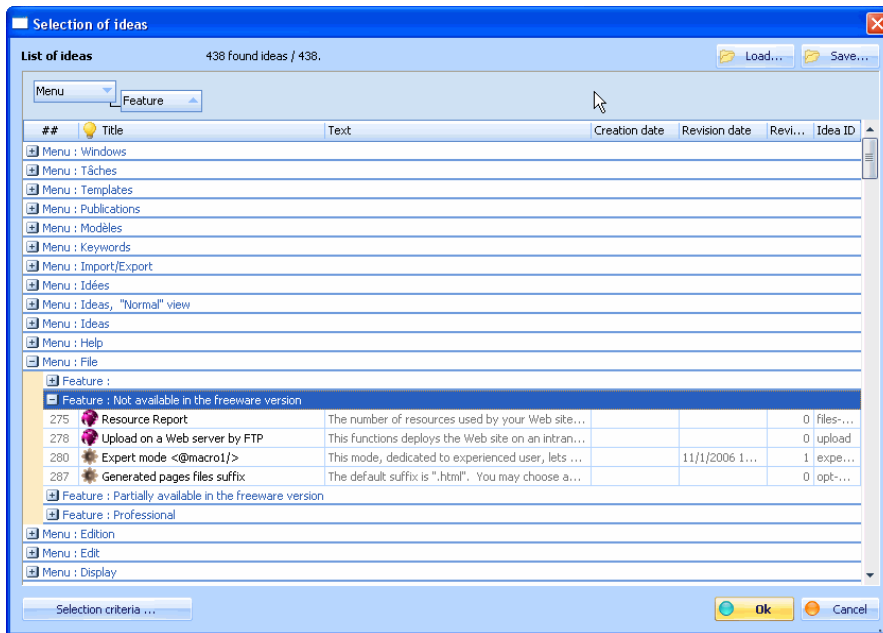 Selection of ideas
List of ideas 438 found ideas / 438. Load... Save...
Menu
Feature
## Title Text Creation date Revision date Revi... Idea ID
Menu : Windows
Menu : Tâches
Menu : Templates
Menu : Publications
Menu : Modèles
Menu : Keywords
Menu : Import/Export
Menu : Idées
Menu : Ideas, "Normal" view
Menu : Ideas
Menu : Help
Menu : File
Feature :
Feature : Not available in the freeware version
275 Resource Report The number of resources used by your Web site... 0 files-...
278 Upload on a Web server by FTP This functions deploys the Web site on an intran... 0 upload
280 Expert mode <@macro1/> This mode, dedicated to experienced user, lets ... 11/1/2006 1... 1 expe...
287 Generated pages files suffix The default suffix is ".html". You may choose a... 0 opt-...
Feature : Partially available in the freeware version
Feature : Professional
Menu : Edition
Menu : Edit
Menu : Display
Selection criteria ... Ok Cancel